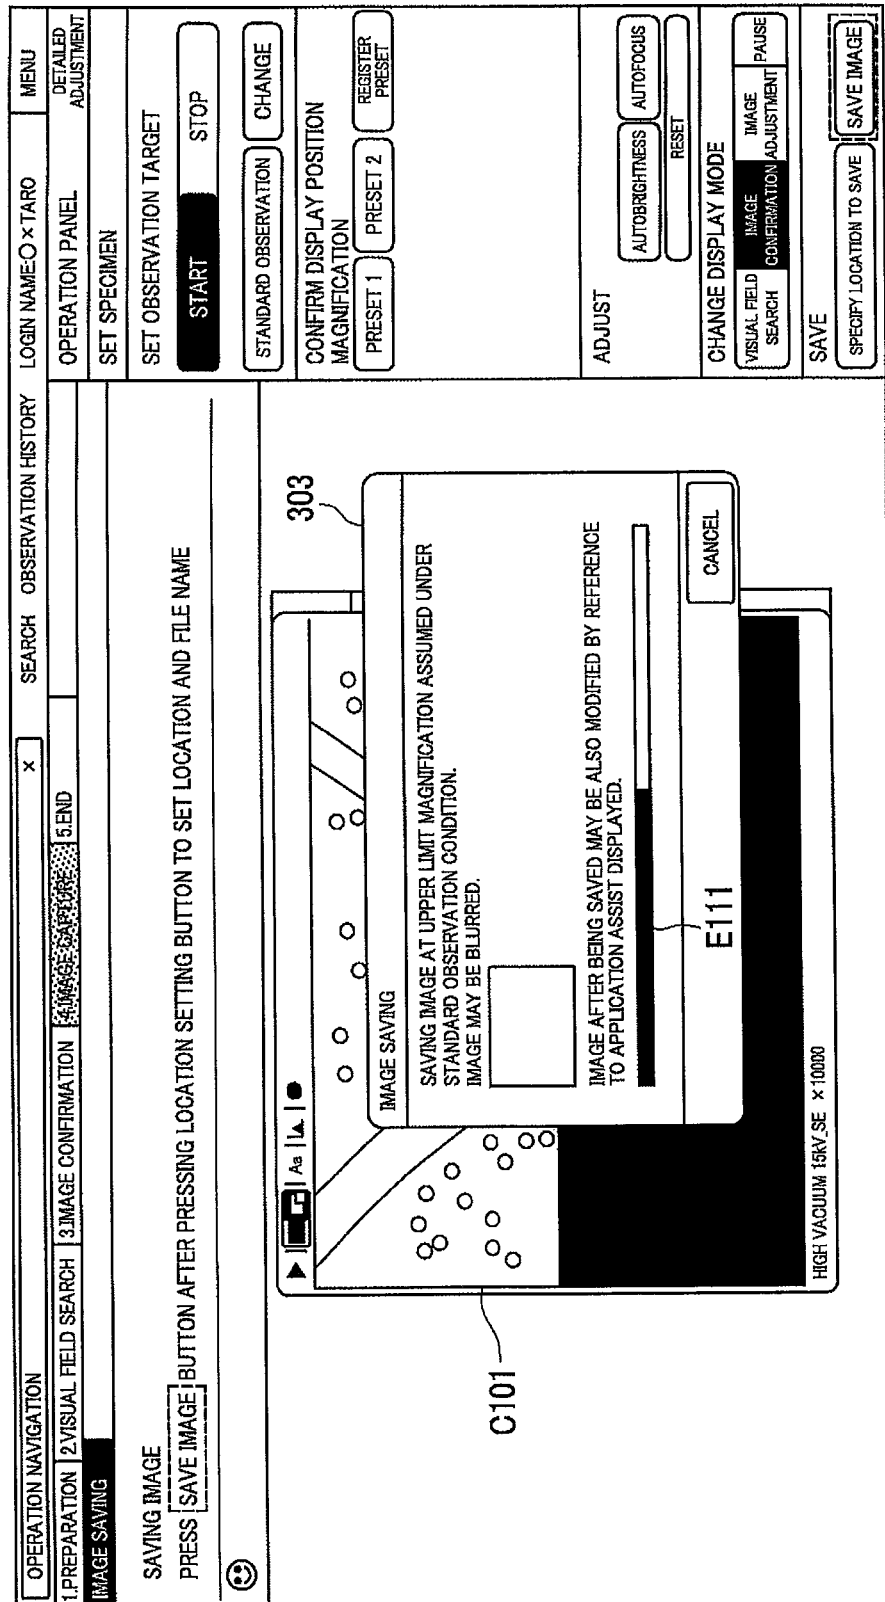 OPERATION NAVIGATION ×
SEARCH OBSERVATION HISTORY LOGIN NAME:○×TARO MENU
1.PREPARATION 2.VISUAL FIELD SEARCH 3.IMAGE CONFIRMATION 4.IMAGE CAPTURE 5.END
IMAGE SAVING
SAVING IMAGE
PRESS SAVE IMAGE BUTTON AFTER PRESSING LOCATION SETTING BUTTON TO SET LOCATION AND FILE NAME
Aa
C101
303
IMAGE SAVING
SAVING IMAGE AT UPPER LIMIT MAGNIFICATION ASSUMED UNDER
STANDARD OBSERVATION CONDITION.
IMAGE MAY BE BLURRED.
IMAGE AFTER BEING SAVED MAY BE ALSO MODIFIED BY REFERENCE
TO APPLICATION ASSIST DISPLAYED.
E111
CANCEL
HIGH VACUUM 15KV_SE ×10000
OPERATION PANEL
DETAILED
ADJUSTMENT
SET SPECIMEN
SET OBSERVATION TARGET
START STOP
STANDARD OBSERVATION CHANGE
CONFIRM DISPLAY POSITION
MAGNIFICATION
PRESET 1 PRESET 2
REGISTER
PRESET
ADJUST
AUTOBRIGHTNESS AUTOFOCUS
RESET
CHANGE DISPLAY MODE
VISUAL FIELD
SEARCH
IMAGE
CONFIRMATION
IMAGE
ADJUSTMENT
PAUSE
SAVE
SPECIFY LOCATION TO SAVE SAVE IMAGE